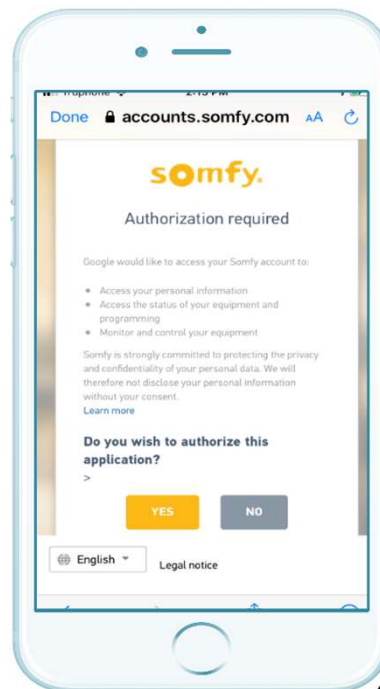 2:15 PM
Done accounts.somfy.com AA
somfy.
Authorization required
Google would like to access your Somfy account to:
Access your personal information
Access the status of your equipment and
programming
Monitor and control your equipment
Somfy is strongly committed to protecting the privacy
and confidentiality of your personal data. We will
therefore not disclose your personal information
without your consent.
Learn more
Do you wish to authorize this
application?
>
YES NO
English Legal notice